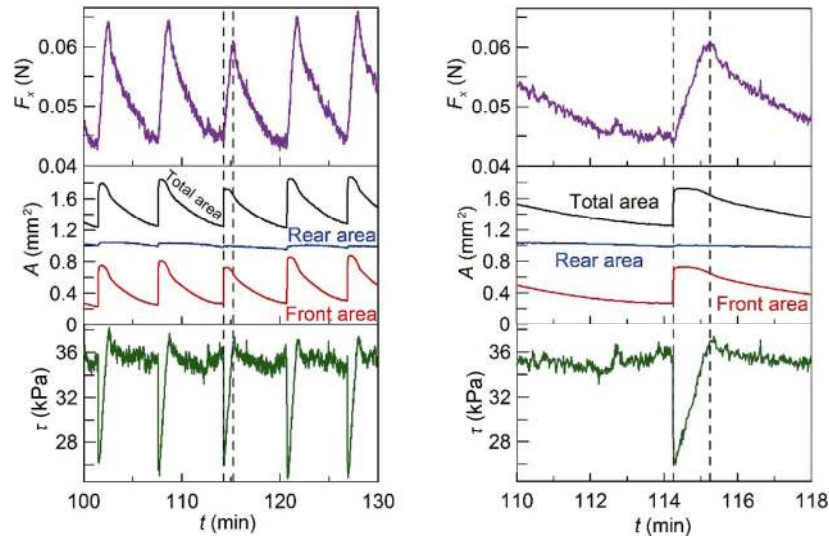 Fx (N)
0.06
0.05
0.04
A (mm²)
1.6
1.2
0.8
0.4
0
Total area
Rear area
Front area
τ (kPa)
36
32
28
100 110 120 130
t (min)
Fx (N)
0.06
0.05
0.04
A (mm²)
1.6
1.2
0.8
0.4
0
Total area
Rear area
Front area
τ (kPa)
36
32
28
110 112 114 116 118
t (min)